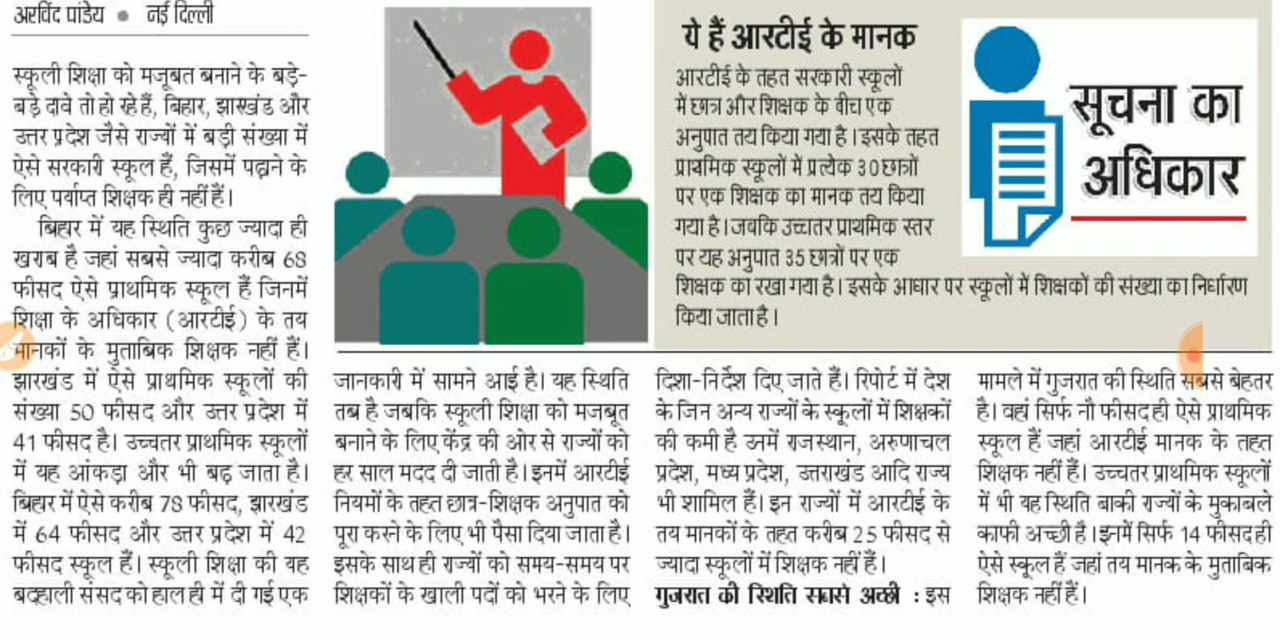 अरविंद पांडेय ● नई दिल्ली
स्कूली शिक्षा को मजबूत बनाने के बड़े-
बड़े दावे तो हो रहे हैं, बिहार, झारखंड और
उत्तर प्रदेश जैसे राज्यों में बड़ी संख्या में
ऐसे सरकारी स्कूल हैं, जिसमें पढ़ाने के
लिए पर्याप्त शिक्षक ही नहीं हैं।
बिहार में यह स्थिति कुछ ज्यादा ही
खराब है जहां सबसे ज्यादा करीब 68
फीसद ऐसे प्राथमिक स्कूल हैं जिनमें
शिक्षा के अधिकार (आरटीई) के तय
मानकों के मुताबिक शिक्षक नहीं हैं।
झारखंड में ऐसे प्राथमिक स्कूलों की
संख्या 50 फीसद और उत्तर प्रदेश में
41 फीसद है। उच्चतर प्राथमिक स्कूलों
में यह आंकड़ा और भी बढ़ जाता है।
बिहार में ऐसे करीब 78 फीसद, झारखंड
में 64 फीसद और उत्तर प्रदेश में 42
फीसद स्कूल हैं। स्कूली शिक्षा की यह
बदहाली संसद को हाल ही में दी गई एक
जानकारी में सामने आई है। यह स्थिति
तब है जबकि स्कूली शिक्षा को मजबूत
बनाने के लिए केंद्र की ओर से राज्यों को
हर साल मदद दी जाती है। इनमें आरटीई
नियमों के तहत छात्र-शिक्षक अनुपात को
पूरा करने के लिए भी पैसा दिया जाता है।
इसके साथ ही राज्यों को समय-समय पर
शिक्षकों के खाली पदों को भरने के लिए
दिशा-निर्देश दिए जाते हैं। रिपोर्ट में देश
के जिन अन्य राज्यों के स्कूलों में शिक्षकों
की कमी है उनमें राजस्थान, अरुणाचल
प्रदेश, मध्य प्रदेश, उत्तराखंड आदि राज्य
भी शामिल हैं। इन राज्यों में आरटीई के
तय मानकों के तहत करीब 25 फीसद से
ज्यादा स्कूलों में शिक्षक नहीं हैं।
गुजरात की स्थिति सबसे अच्छी : इस
मामले में गुजरात की स्थिति सबसे बेहतर
है। वहां सिर्फ नौ फीसद ही ऐसे प्राथमिक
स्कूल हैं जहां आरटीई मानक के तहत
शिक्षक नहीं हैं। उच्चतर प्राथमिक स्कूलों
में भी यह स्थिति बाकी राज्यों के मुकाबले
काफी अच्छी है। इनमें सिर्फ 14 फीसद ही
ऐसे स्कूल हैं जहां तय मानक के मुताबिक
शिक्षक नहीं हैं।
ये हैं आरटीई के मानक
आरटीई के तहत सरकारी स्कूलों
में छात्र और शिक्षक के बीच एक
अनुपात तय किया गया है। इसके तहत
प्राथमिक स्कूलों में प्रत्येक 30 छात्रों
पर एक शिक्षक का मानक तय किया
गया है। जबकि उच्चतर प्राथमिक स्तर
पर यह अनुपात 35 छात्रों पर एक
शिक्षक का रखा गया है। इसके आधार पर स्कूलों में शिक्षकों की संख्या का निर्धारण
किया जाता है।
सूचना का
अधिकार